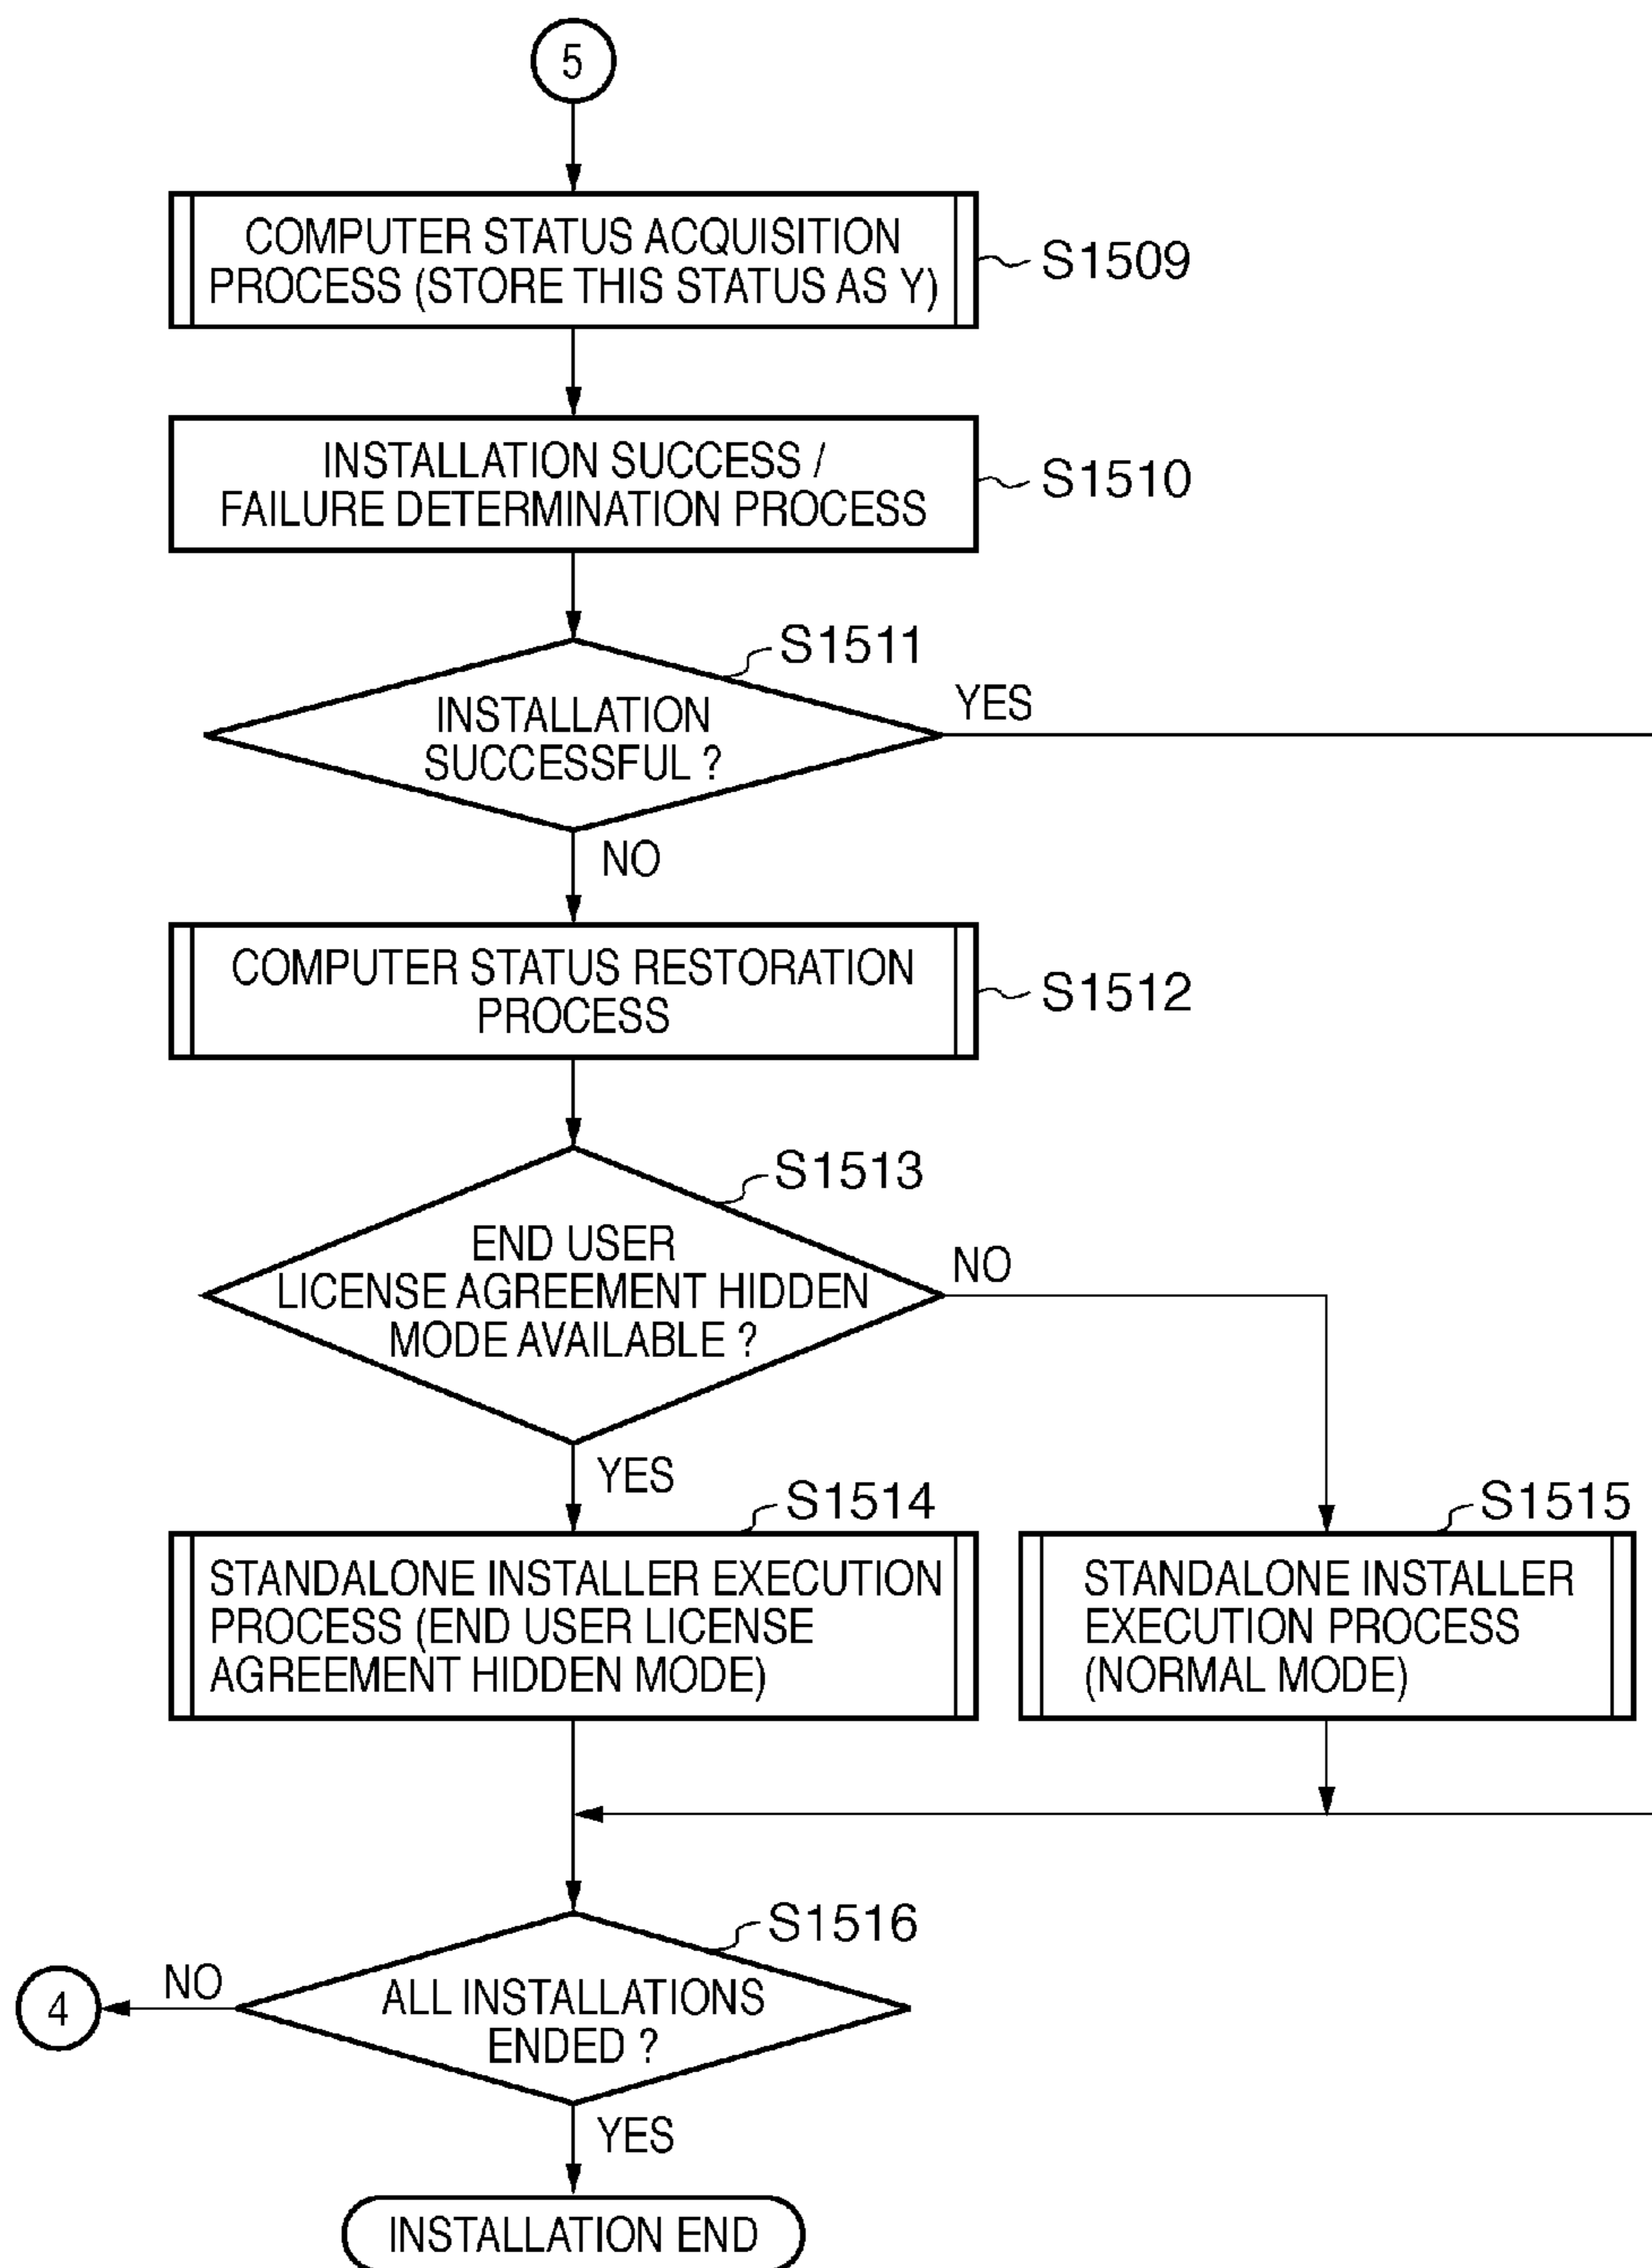 5
COMPUTER STATUS ACQUISITION
PROCESS (STORE THIS STATUS AS Y)
S1509
INSTALLATION SUCCESS /
FAILURE DETERMINATION PROCESS
S1510
S1511
INSTALLATION
SUCCESSFUL ?
YES
NO
COMPUTER STATUS RESTORATION
PROCESS
S1512
S1513
END USER
LICENSE AGREEMENT HIDDEN
MODE AVAILABLE ?
NO
YES
S1514
STANDALONE INSTALLER EXECUTION
PROCESS (END USER LICENSE
AGREEMENT HIDDEN MODE)
S1515
STANDALONE INSTALLER
EXECUTION PROCESS
(NORMAL MODE)
S1516
ALL INSTALLATIONS
ENDED ?
NO
4
YES
INSTALLATION END